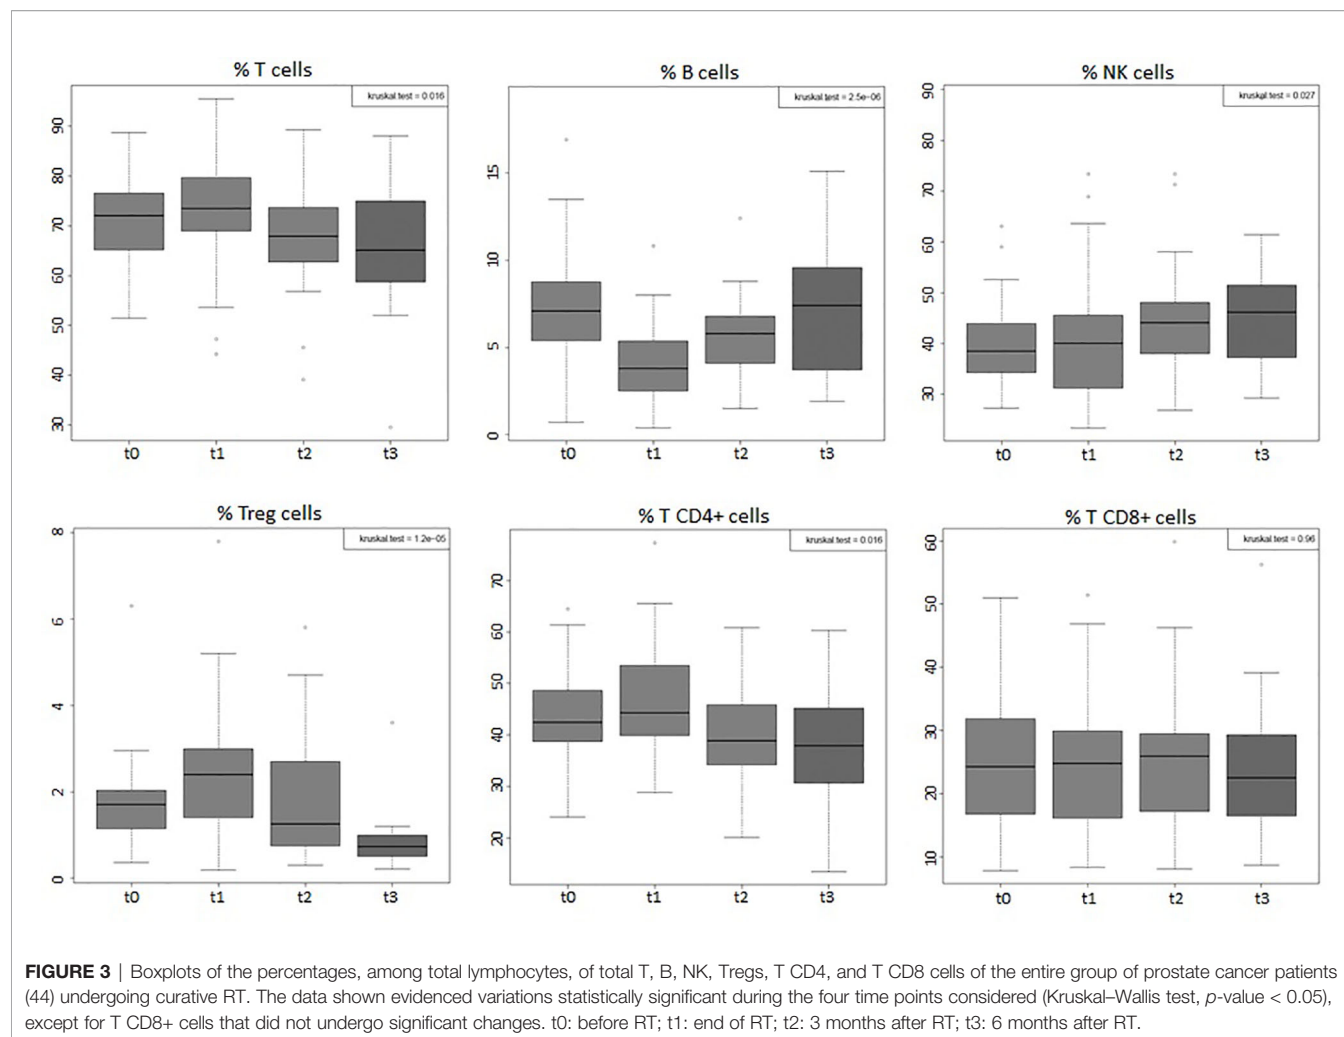 % T cells
kruskal.test = 0.016
90
80
70
60
50
40
30
t0 t1 t2 t3
% B cells
kruskal.test = 2.5e-06
15
10
5
0
t0 t1 t2 t3
% NK cells
kruskal.test = 0.027
90
80
70
60
50
40
30
t0 t1 t2 t3
% Treg cells
kruskal.test = 1.2e-05
8
6
4
2
0
t0 t1 t2 t3
% T CD4+ cells
kruskal.test = 0.016
70
60
50
40
30
20
t0 t1 t2 t3
% T CD8+ cells
kruskal.test = 0.96
60
50
40
30
20
10
t0 t1 t2 t3
FIGURE 3 | Boxplots of the percentages, among total lymphocytes, of total T, B, NK, Tregs, T CD4, and T CD8 cells of the entire group of prostate cancer patients
(44) undergoing curative RT. The data shown evidenced variations statistically significant during the four time points considered (Kruskal–Wallis test, p-value < 0.05),
except for T CD8+ cells that did not undergo significant changes. t0: before RT; t1: end of RT; t2: 3 months after RT; t3: 6 months after RT.